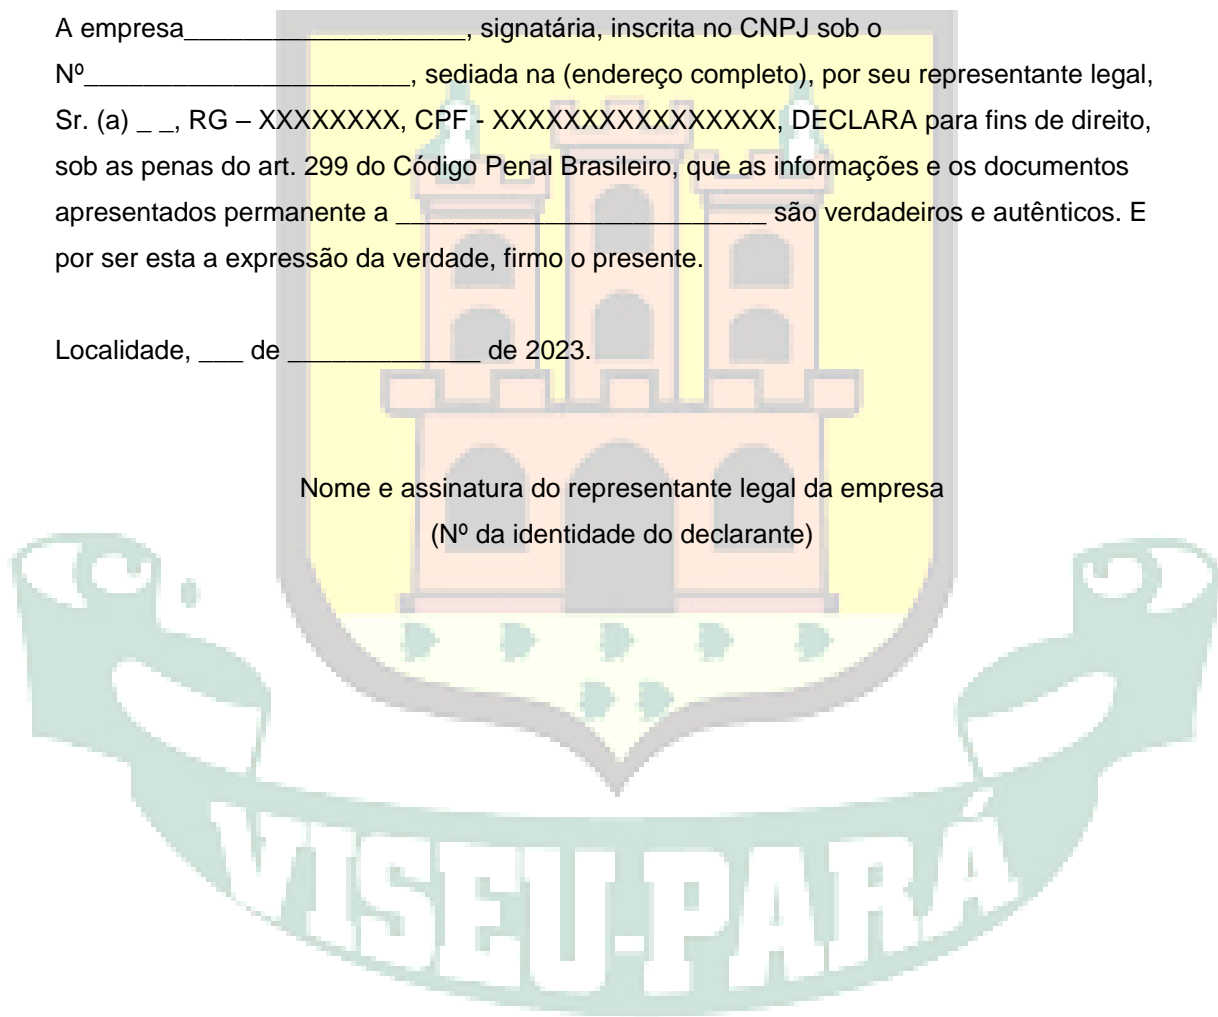 A empresa___________________, signatária, inscrita no CNPJ sob o
Nº______________________, sediada na (endereço completo), por seu representante legal,
Sr. (a) _ _, RG – XXXXXXXX, CPF - XXXXXXXXXXXXXXXX, DECLARA para fins de direito,
sob as penas do art. 299 do Código Penal Brasileiro, que as informações e os documentos
apresentados permanente a _________________________ são verdadeiros e autênticos. E
por ser esta a expressão da verdade, firmo o presente.
Localidade, ___ de _____________ de 2023.
Nome e assinatura do representante legal da empresa
(Nº da identidade do declarante)
VISEU-PARÁ